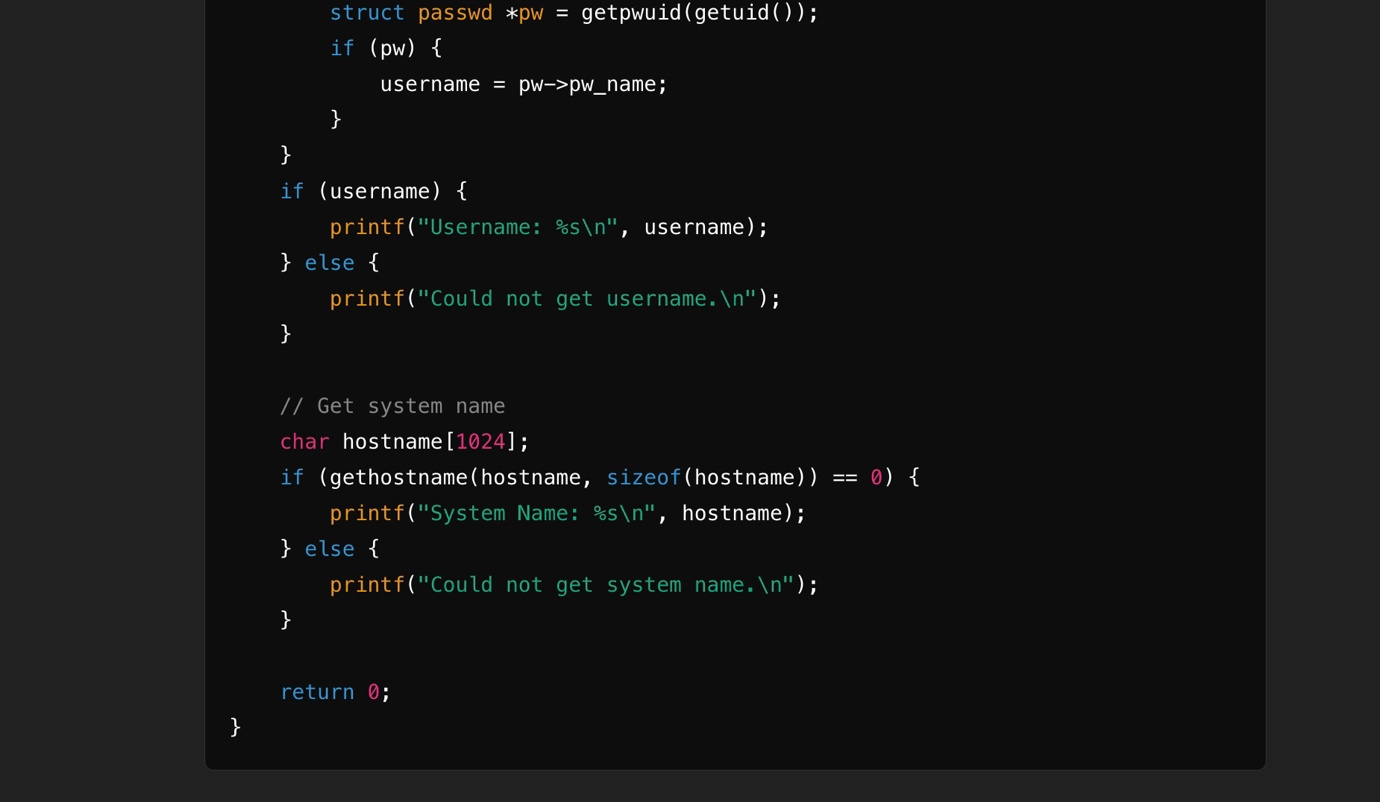 struct passwd *pw = getpwuid(getuid());
        if (pw) {
            username = pw->pw_name;
        }
    }
    if (username) {
        printf("Username: %s\n", username);
    } else {
        printf("Could not get username.\n");
    }

    // Get system name
    char hostname[1024];
    if (gethostname(hostname, sizeof(hostname)) == 0) {
        printf("System Name: %s\n", hostname);
    } else {
        printf("Could not get system name.\n");
    }

    return 0;
}